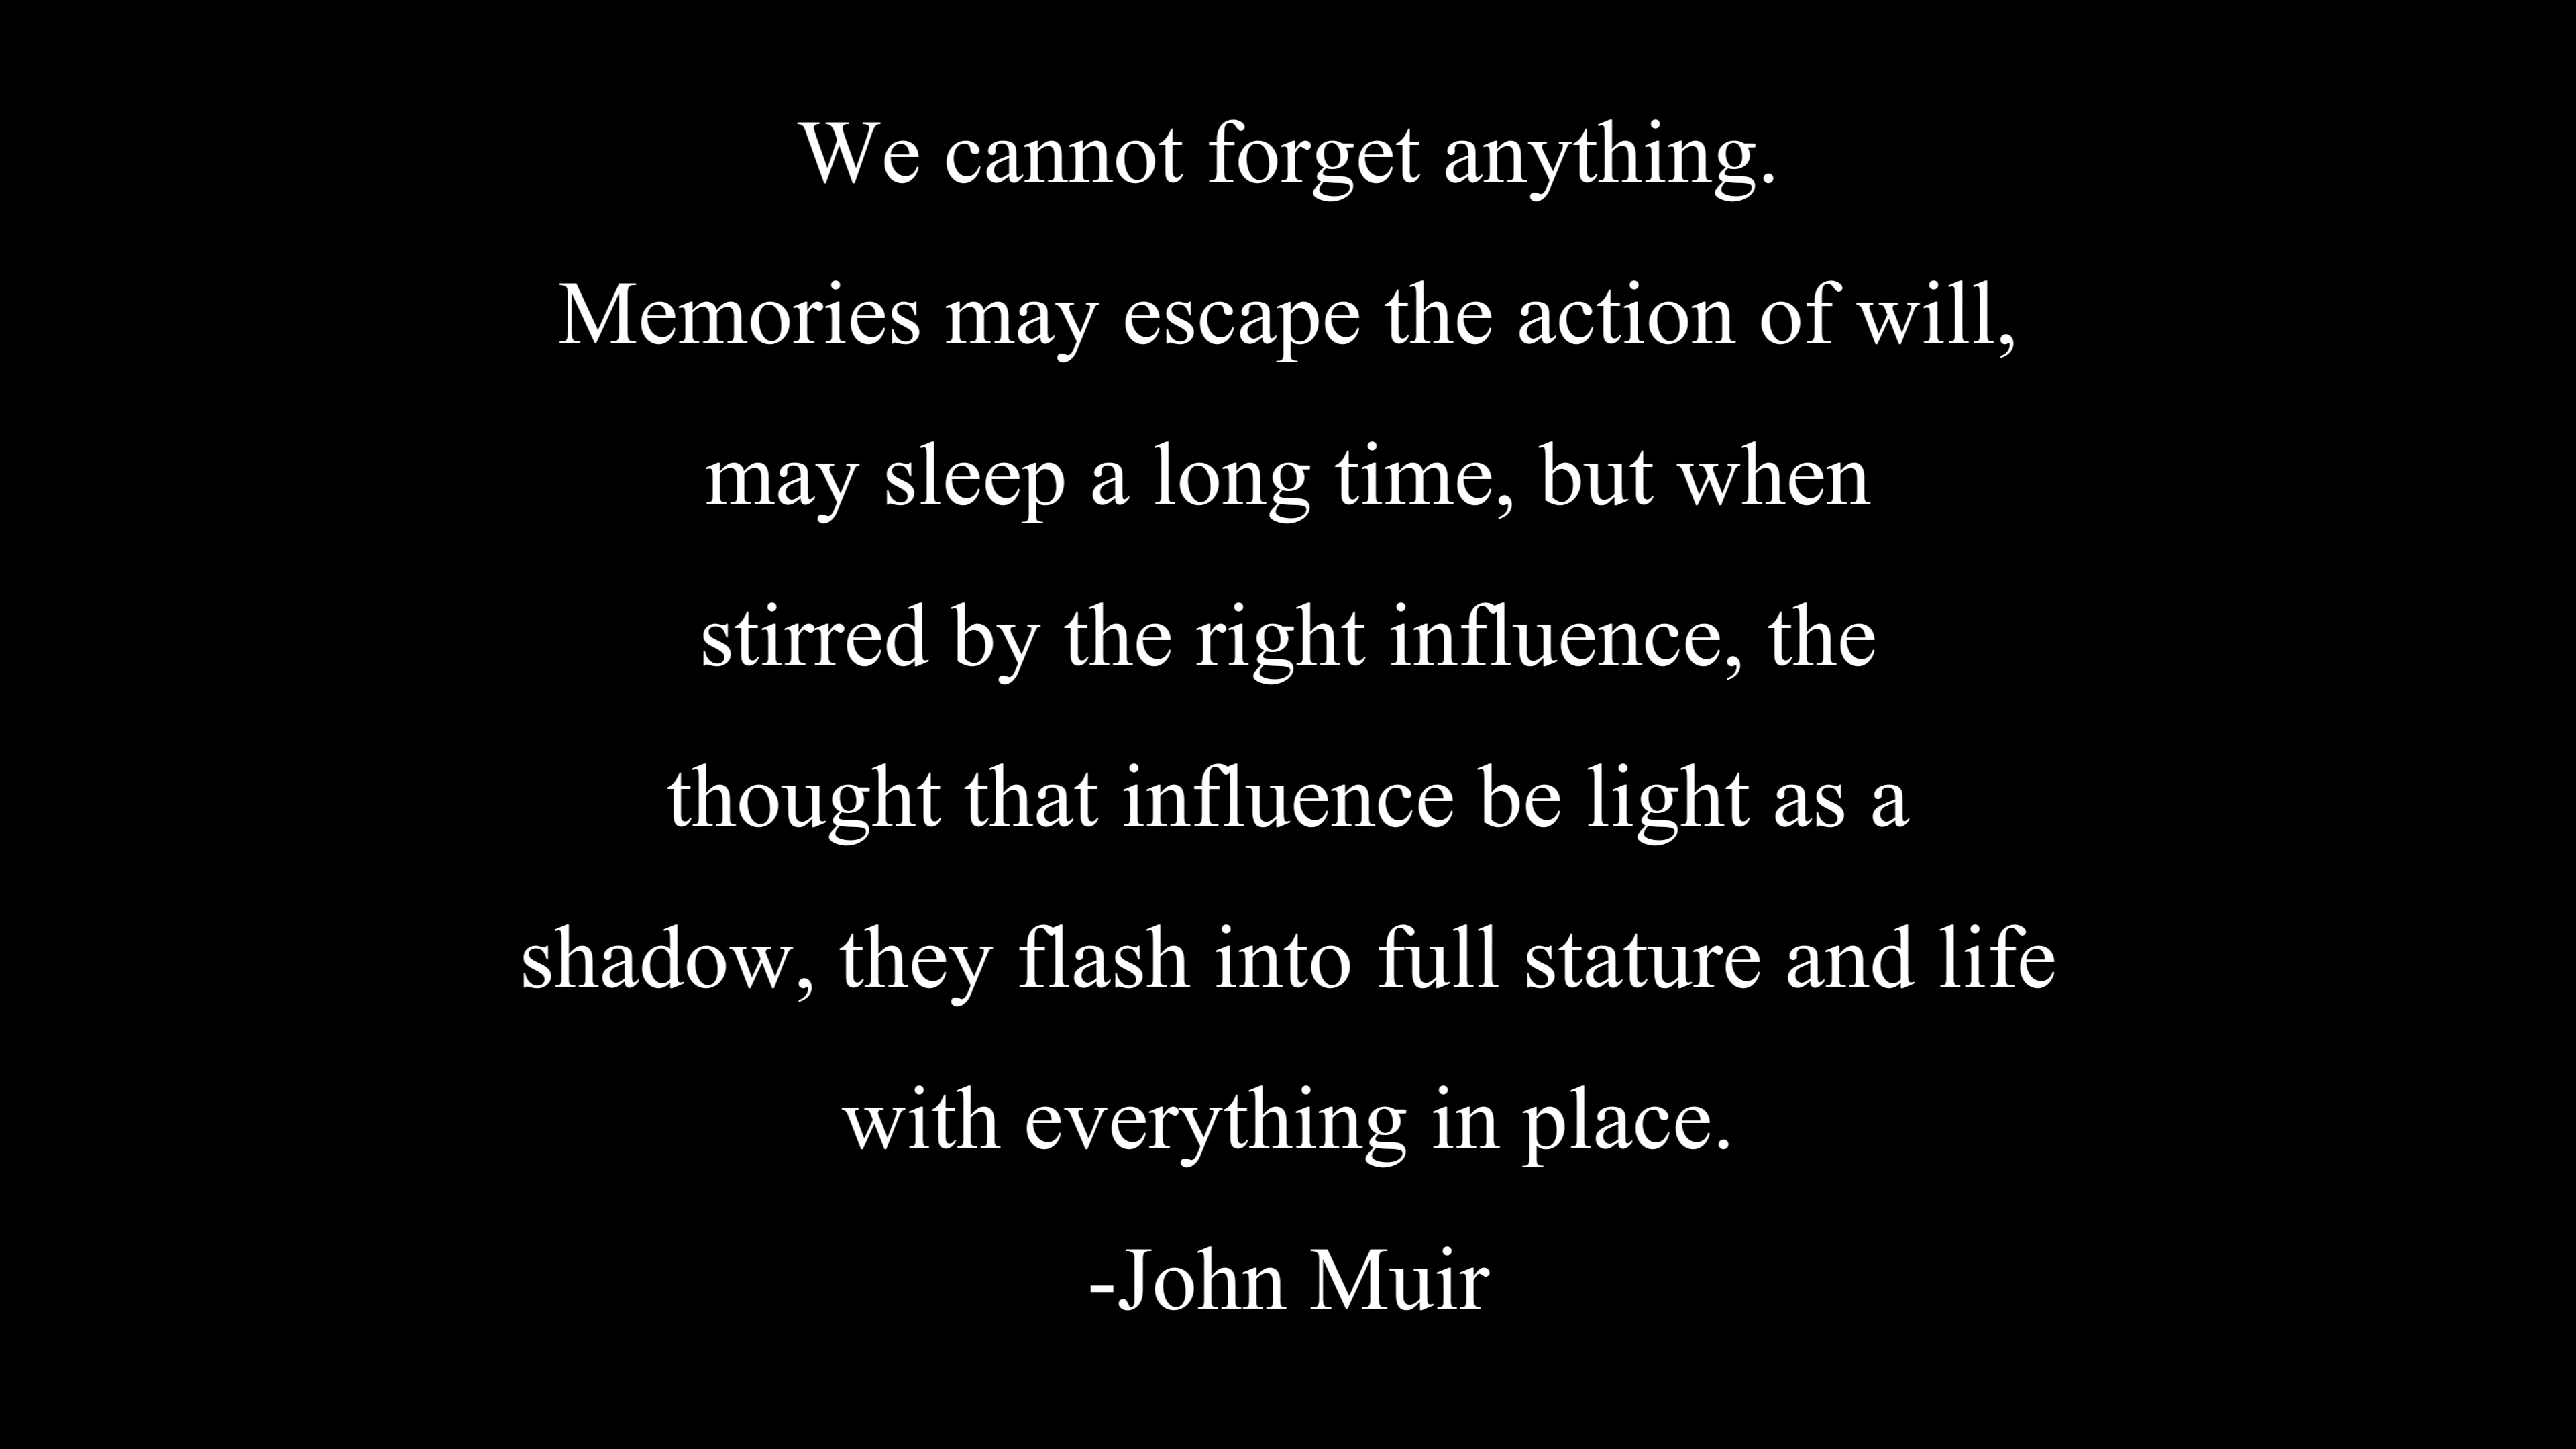 We cannot forget anything.
Memories may escape the action of will,
may sleep a long time, but when
stirred by the right influence, the
thought that influence be light as a
shadow, they flash into full stature and life
with everything in place.
-John Muir